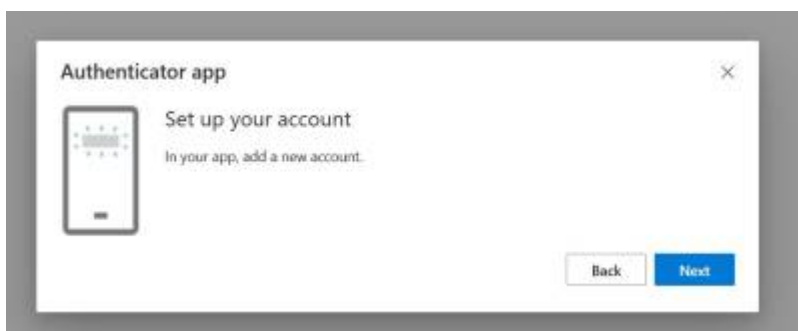 Authenticator app
Set up your account
In your app, add a new account.
Back
Next